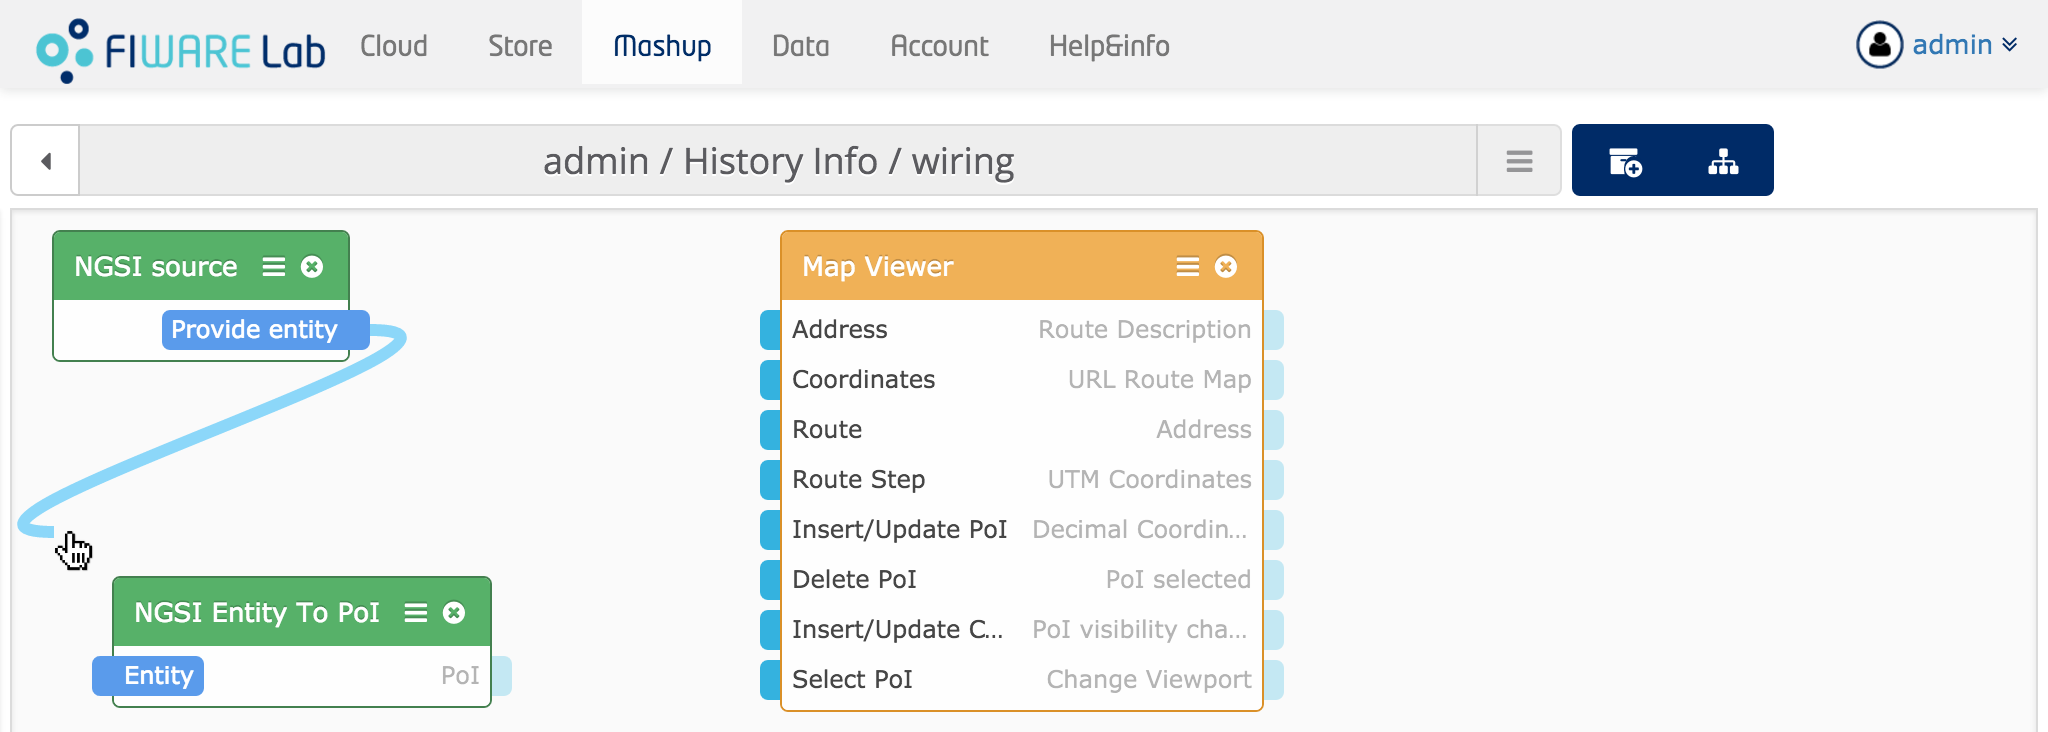 FIWARE Lab Cloud Store Mashup Data Account Help&info admin
admin / History Info / wiring
NGSI source
Provide entity
Map Viewer
Address Route Description
Coordinates URL Route Map
Route Address
Route Step UTM Coordinates
Insert/Update PoI Decimal Coordin...
Delete PoI PoI selected
Insert/Update C... PoI visibility cha...
Select PoI Change Viewport
NGSI Entity To PoI
Entity PoI